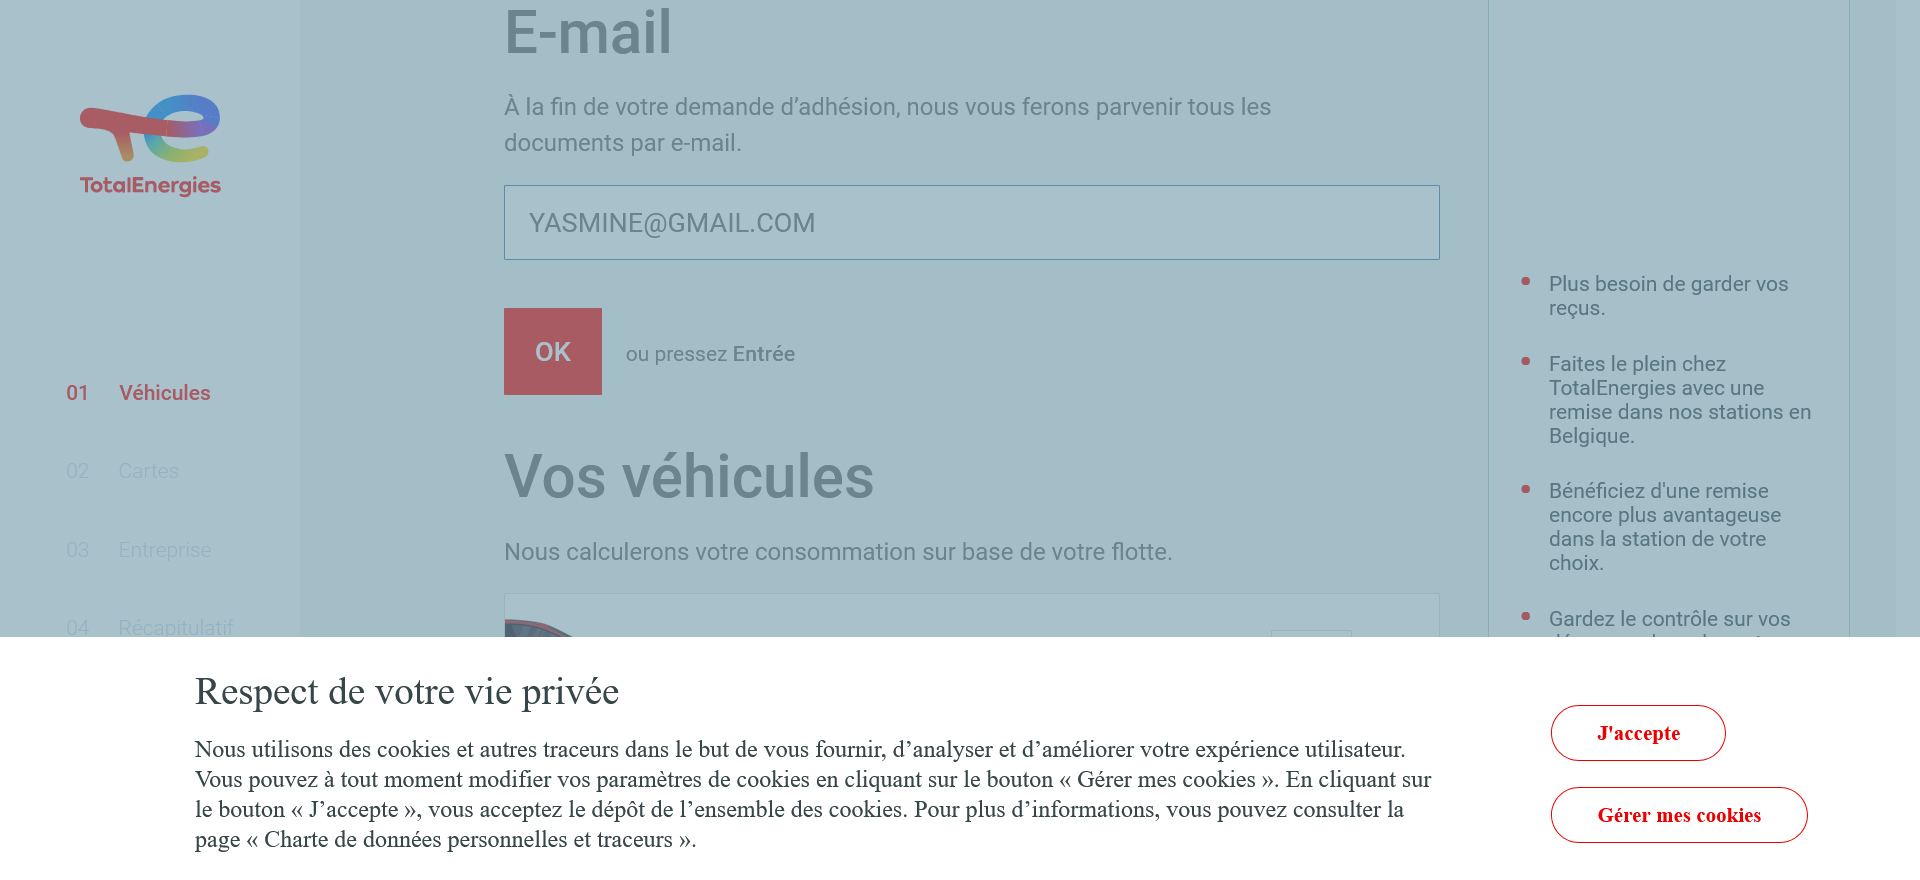 TotalEnergies
01 Véhicules
02 Cartes
03 Entreprise
04 Récapitulatif
E-mail
À la fin de votre demande d’adhésion, nous vous ferons parvenir tous les
documents par e-mail.
YASMINE@GMAIL.COM
OK ou pressez Entrée
Vos véhicules
Nous calculerons votre consommation sur base de votre flotte.
Plus besoin de garder vos
reçus.
Faites le plein chez
TotalEnergies avec une
remise dans nos stations en
Belgique.
Bénéficiez d'une remise
encore plus avantageuse
dans la station de votre
choix.
Gardez le contrôle sur vos
Respect de votre vie privée
Nous utilisons des cookies et autres traceurs dans le but de vous fournir, d’analyser et d’améliorer votre expérience utilisateur.
Vous pouvez à tout moment modifier vos paramètres de cookies en cliquant sur le bouton « Gérer mes cookies ». En cliquant sur
le bouton « J’accepte », vous acceptez le dépôt de l’ensemble des cookies. Pour plus d’informations, vous pouvez consulter la
page « Charte de données personnelles et traceurs ».
J'accepte
Gérer mes cookies